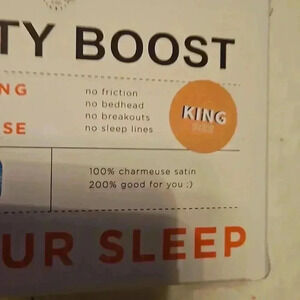 TY BOOST
NG
no friction
no bedhead
KING
no breakouts
SE
no sleep lines
100% charmeuse satin
200% good for you ;)
UR SLEEP